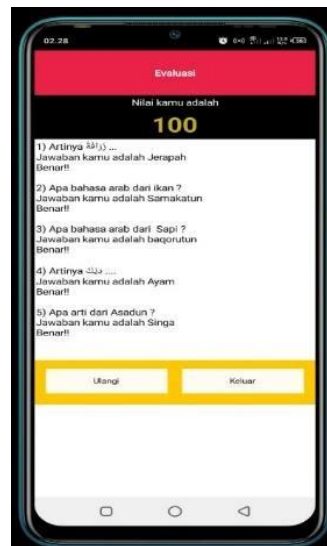 02.28
Evaluasi
Nilai kamu adalah
100
1) Artinya زَرَافَةٌ ...
Jawaban kamu adalah Jerapah
Benar!!
2) Apa bahasa arab dari ikan ?
Jawaban kamu adalah Samakatun
Benar!!
3) Apa bahasa arab dari Sapi ?
Jawaban kamu adalah baqorutun
Benar!!
4) Artinya دِيْكٌ ....
Jawaban kamu adalah Ayam
Benar!!
5) Apa arti dari Asadun ?
Jawaban kamu adalah Singa
Benar!!
Ulangi
Keluar